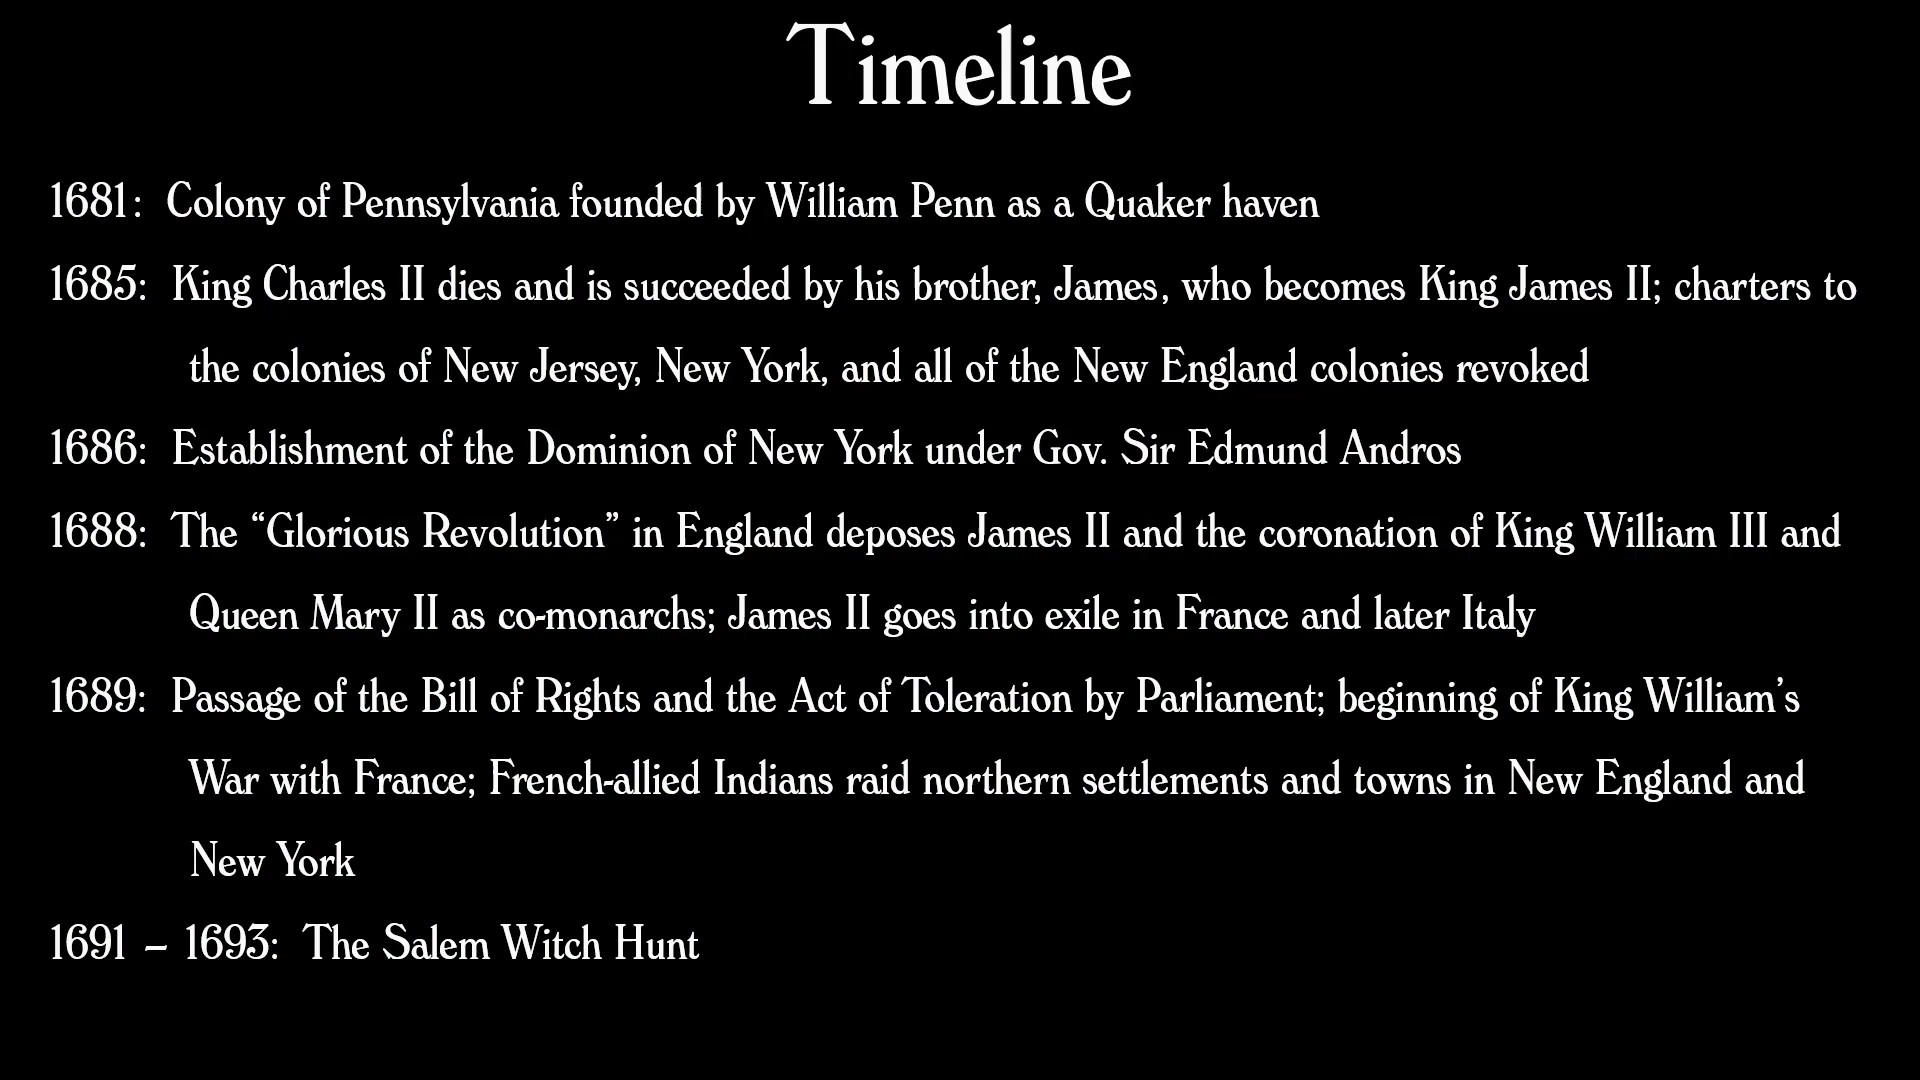 Timeline
1681: Colony of Pennsylvania founded by William Penn as a Quaker haven
1685: King Charles II dies and is succeeded by his brother, James, who becomes King James II; charters to
the colonies of New Jersey, New York, and all of the New England colonies revoked
1686: Establishment of the Dominion of New York under Gov. Sir Edmund Andros
1688: The “Glorious Revolution” in England deposes James II and the coronation of King William III and
Queen Mary II as co-monarchs; James II goes into exile in France and later Italy
1689: Passage of the Bill of Rights and the Act of Toleration by Parliament; beginning of King William’s
War with France; French-allied Indians raid northern settlements and towns in New England and
New York
1691 – 1693: The Salem Witch Hunt